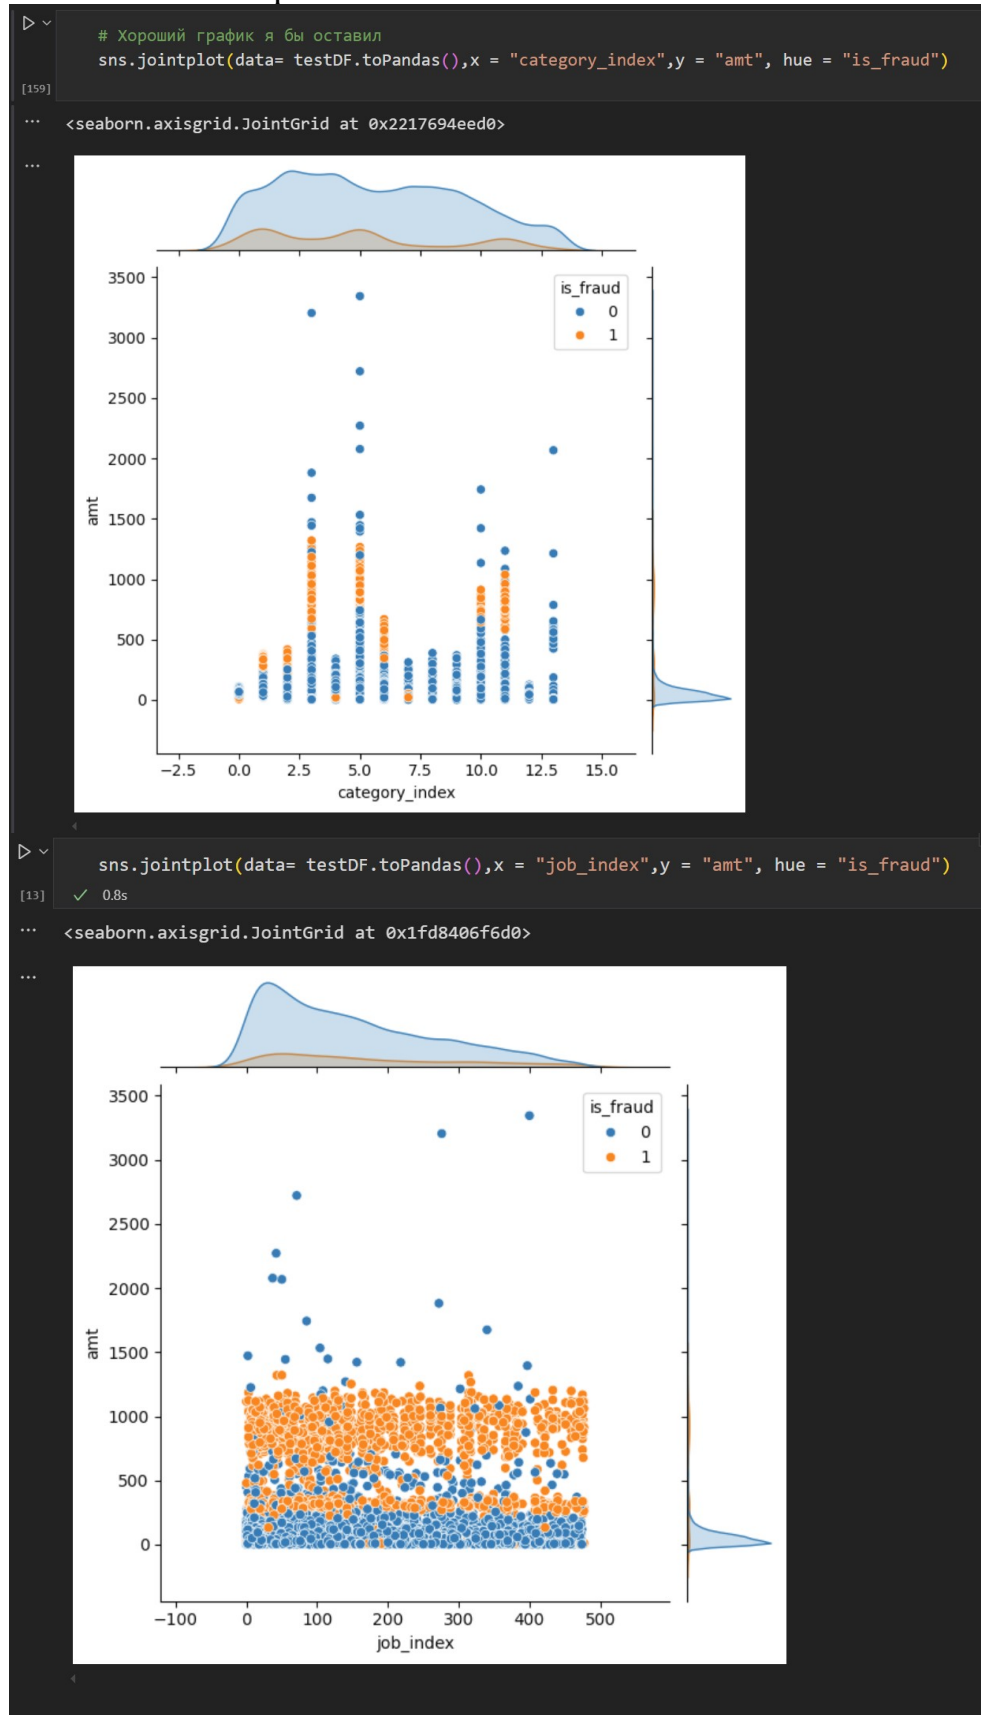 # Хороший график я бы оставил
sns.jointplot(data= testDF.toPandas(),x = "category_index",y = "amt", hue = "is_fraud")
[159]
... <seaborn.axisgrid.JointGrid at 0x2217694eed0>
...
is_fraud
0
1
3500
3000
2500
2000
1500
1000
500
0
amt
−2.5 0.0 2.5 5.0 7.5 10.0 12.5 15.0
category_index
sns.jointplot(data= testDF.toPandas(),x = "job_index",y = "amt", hue = "is_fraud")
[13] ✓ 0.8s
... <seaborn.axisgrid.JointGrid at 0x1fd8406f6d0>
...
is_fraud
0
1
3500
3000
2500
2000
1500
1000
500
0
amt
−100 0 100 200 300 400 500
job_index